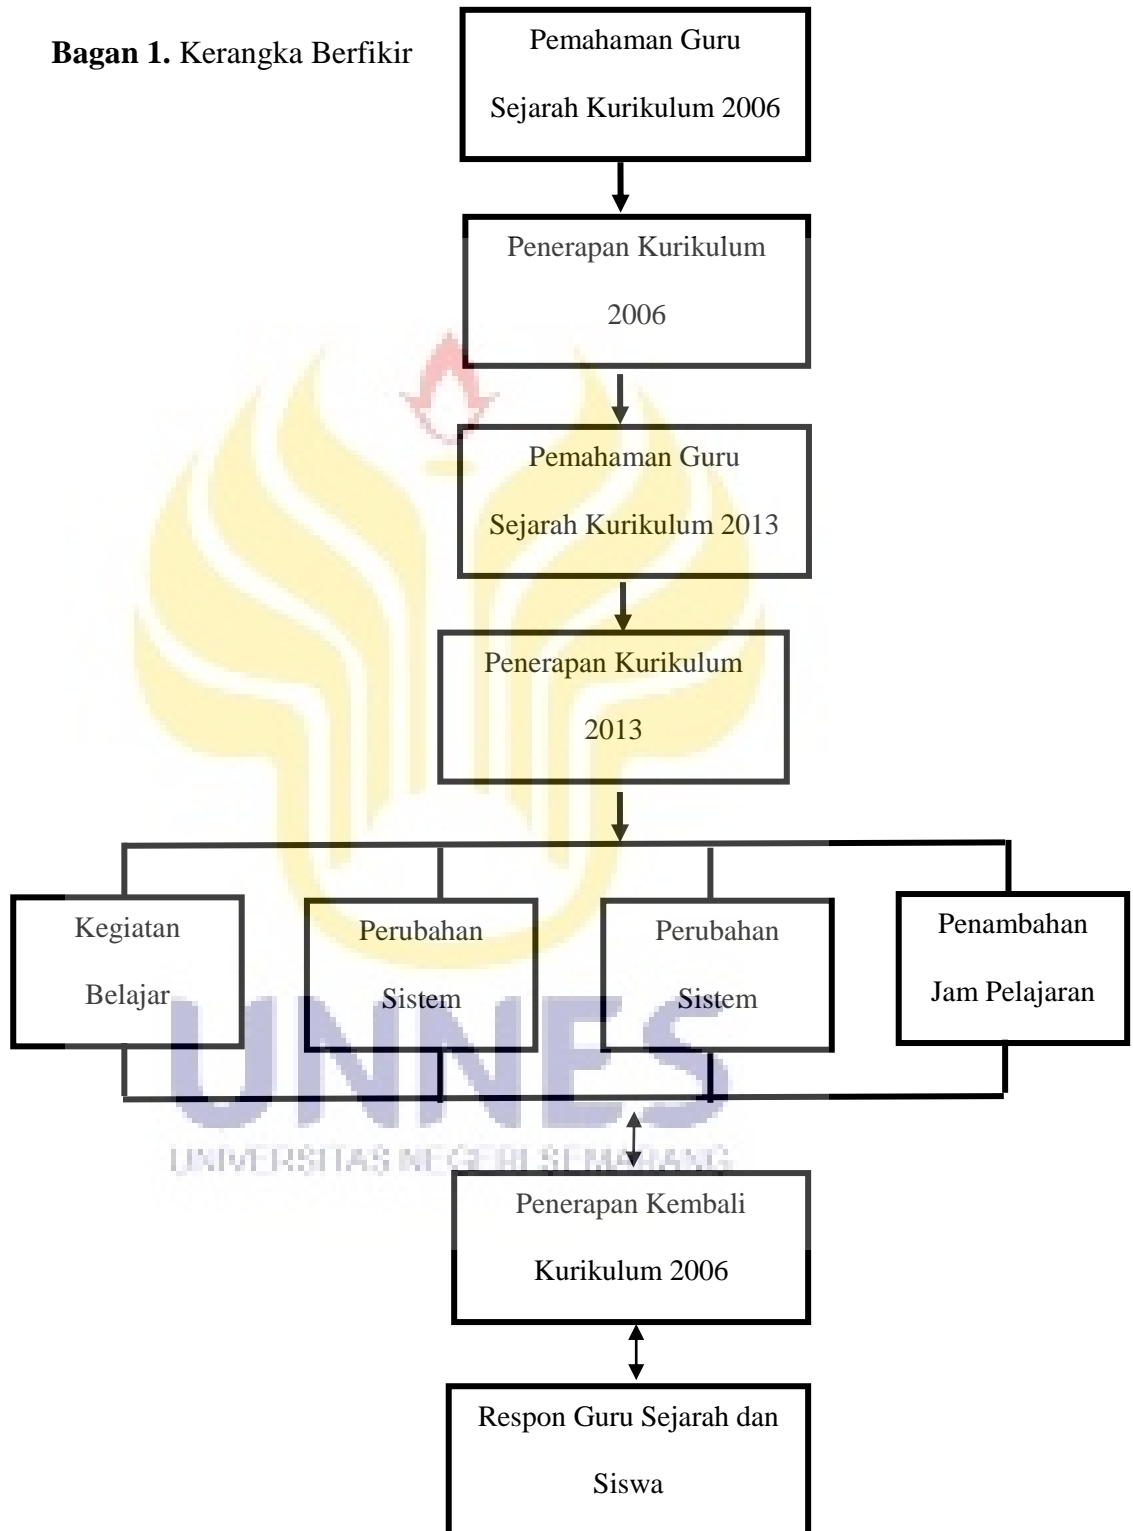 Bagan 1. Kerangka Berfikir
Pemahaman Guru
Sejarah Kurikulum 2006
Penerapan Kurikulum
2006
Pemahaman Guru
Sejarah Kurikulum 2013
Penerapan Kurikulum
2013
Kegiatan
Belajar
Perubahan
Sistem
Perubahan
Sistem
Penambahan
Jam Pelajaran
UNNES
UNIVERSITAS NEGERI SEMARANG
Penerapan Kembali
Kurikulum 2006
Respon Guru Sejarah dan
Siswa